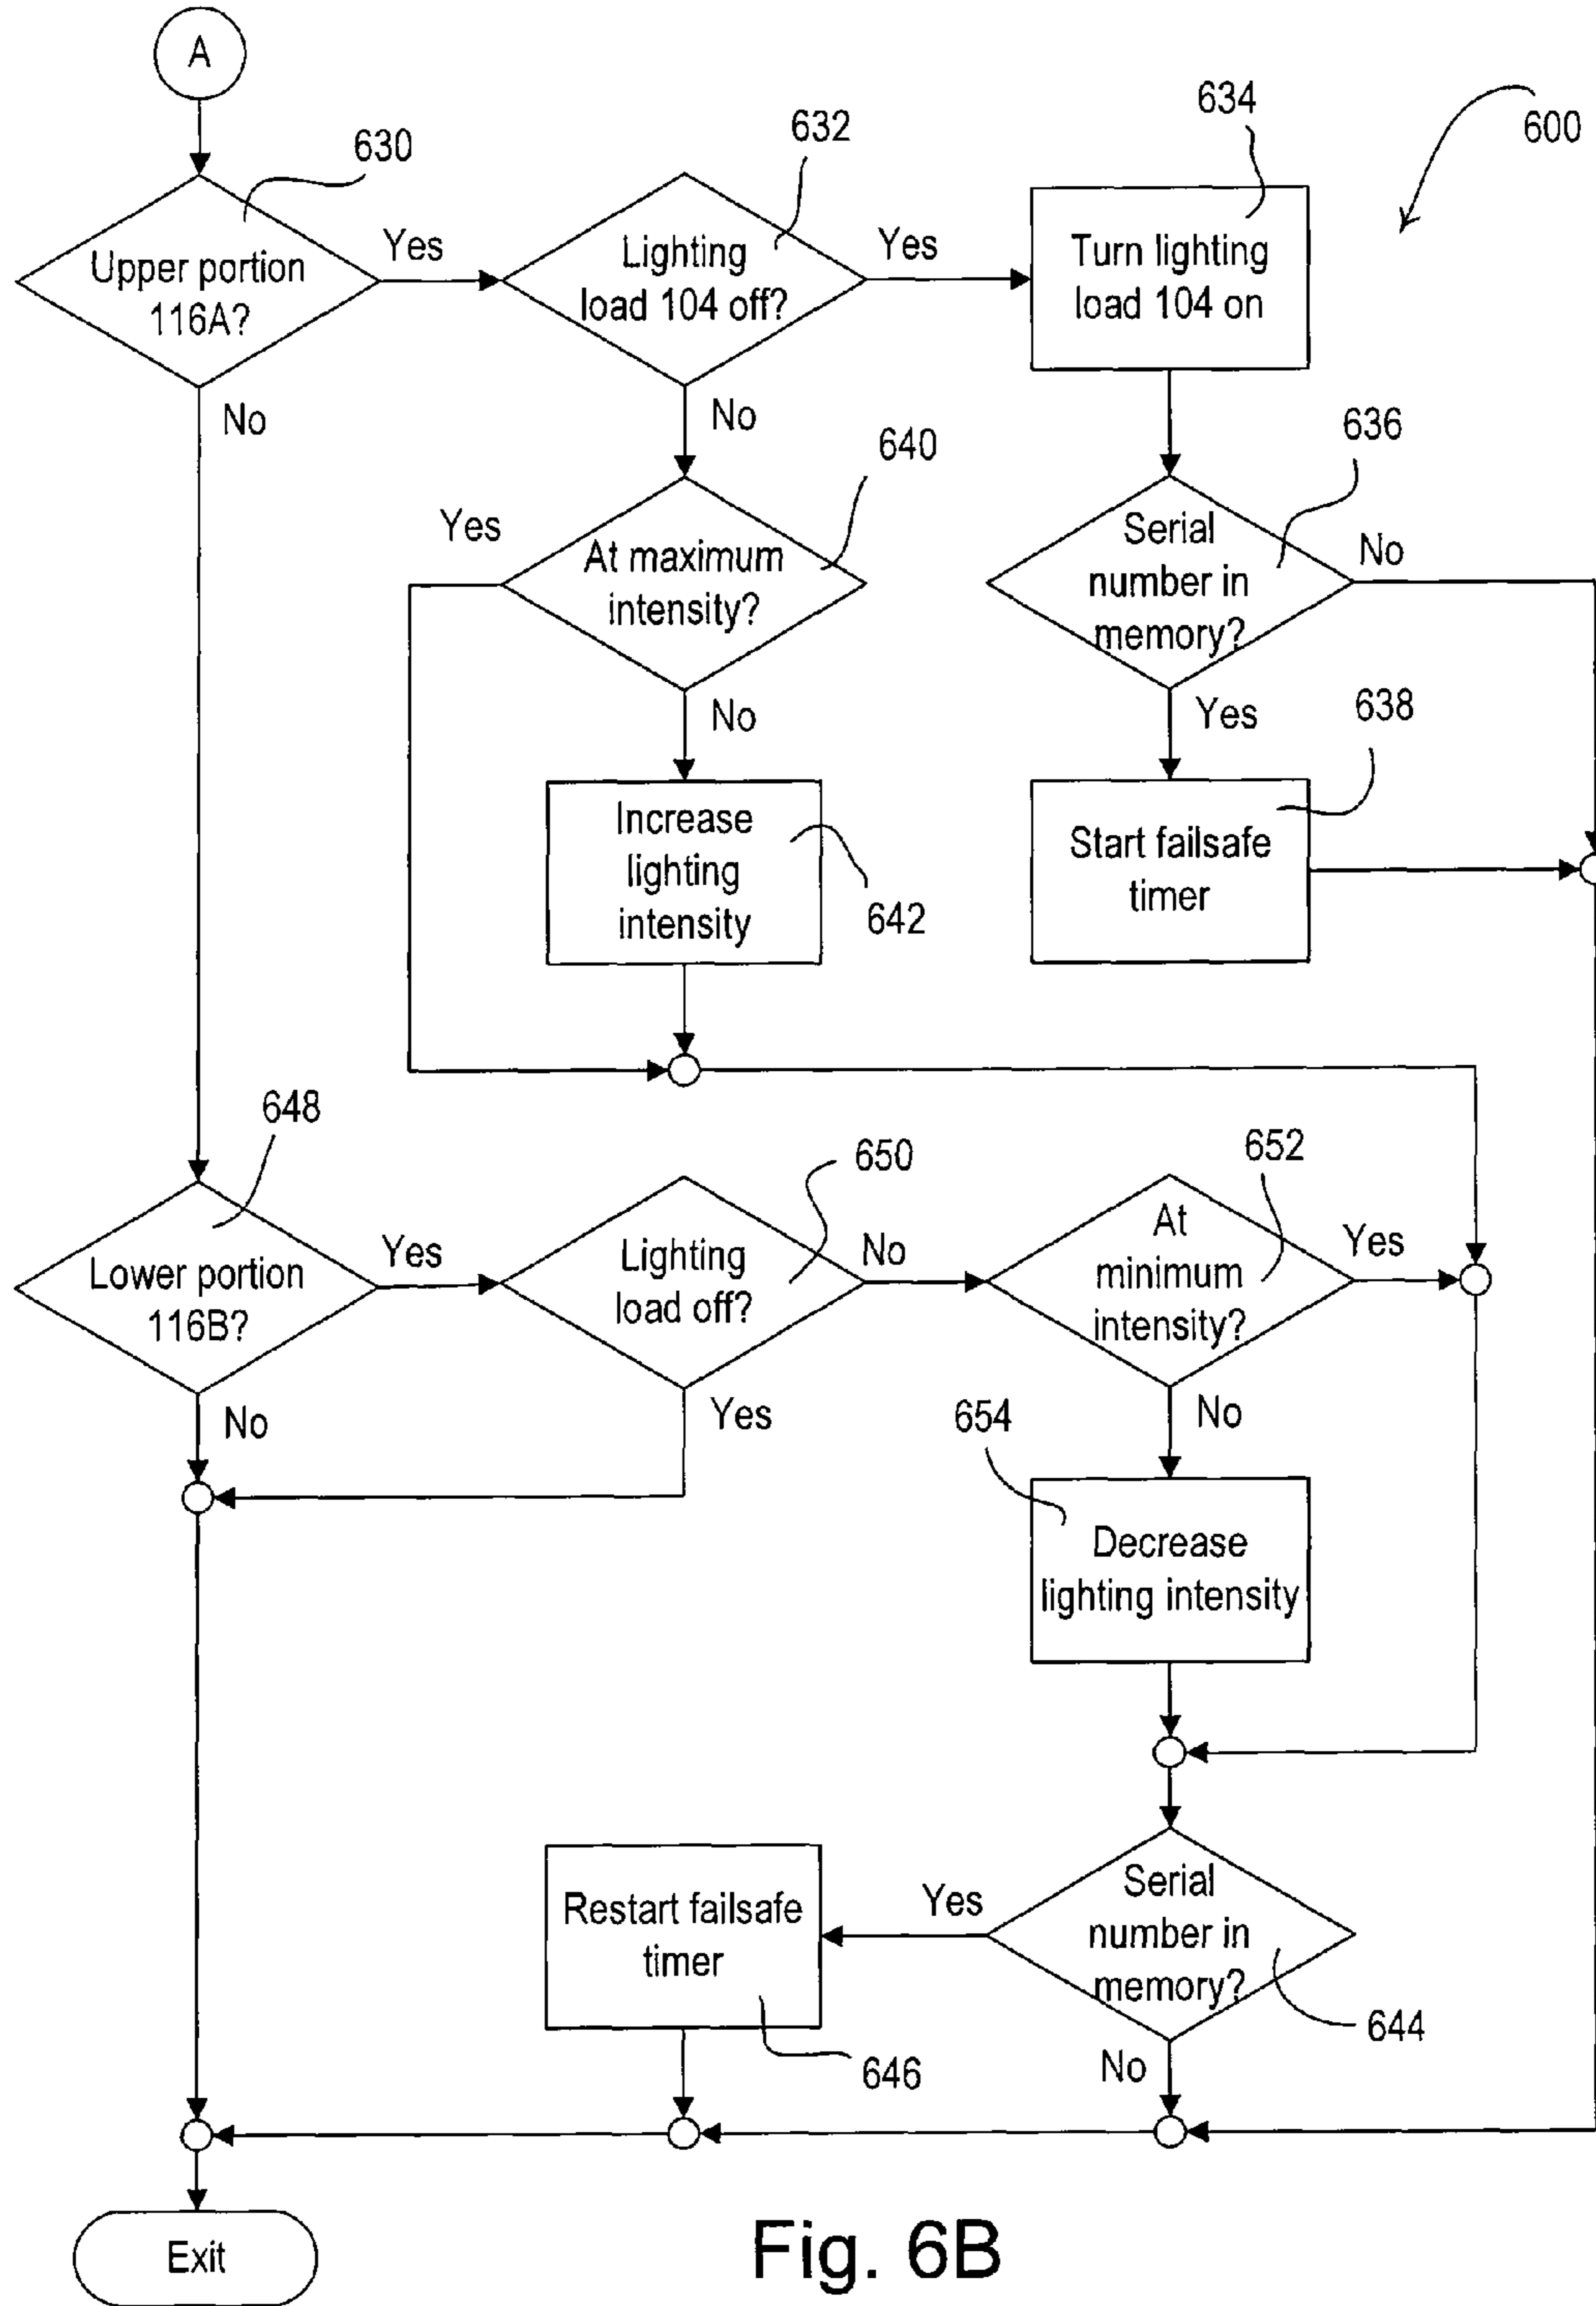 A
630
632
634
600
Upper portion
116A?
Yes
Lighting
load 104 off?
Yes
Turn lighting
load 104 on
No
No
640
636
Yes
At maximum
intensity?
Serial
number in
memory?
No
No
Yes
638
Increase
lighting
intensity
642
Start failsafe
timer
648
650
652
Lower portion
116B?
Yes
Lighting
load off?
No
At
minimum
intensity?
Yes
No
Yes
654
No
Decrease
lighting intensity
Restart failsafe
timer
Yes
Serial
number in
memory?
646
No
644
Exit
Fig. 6B